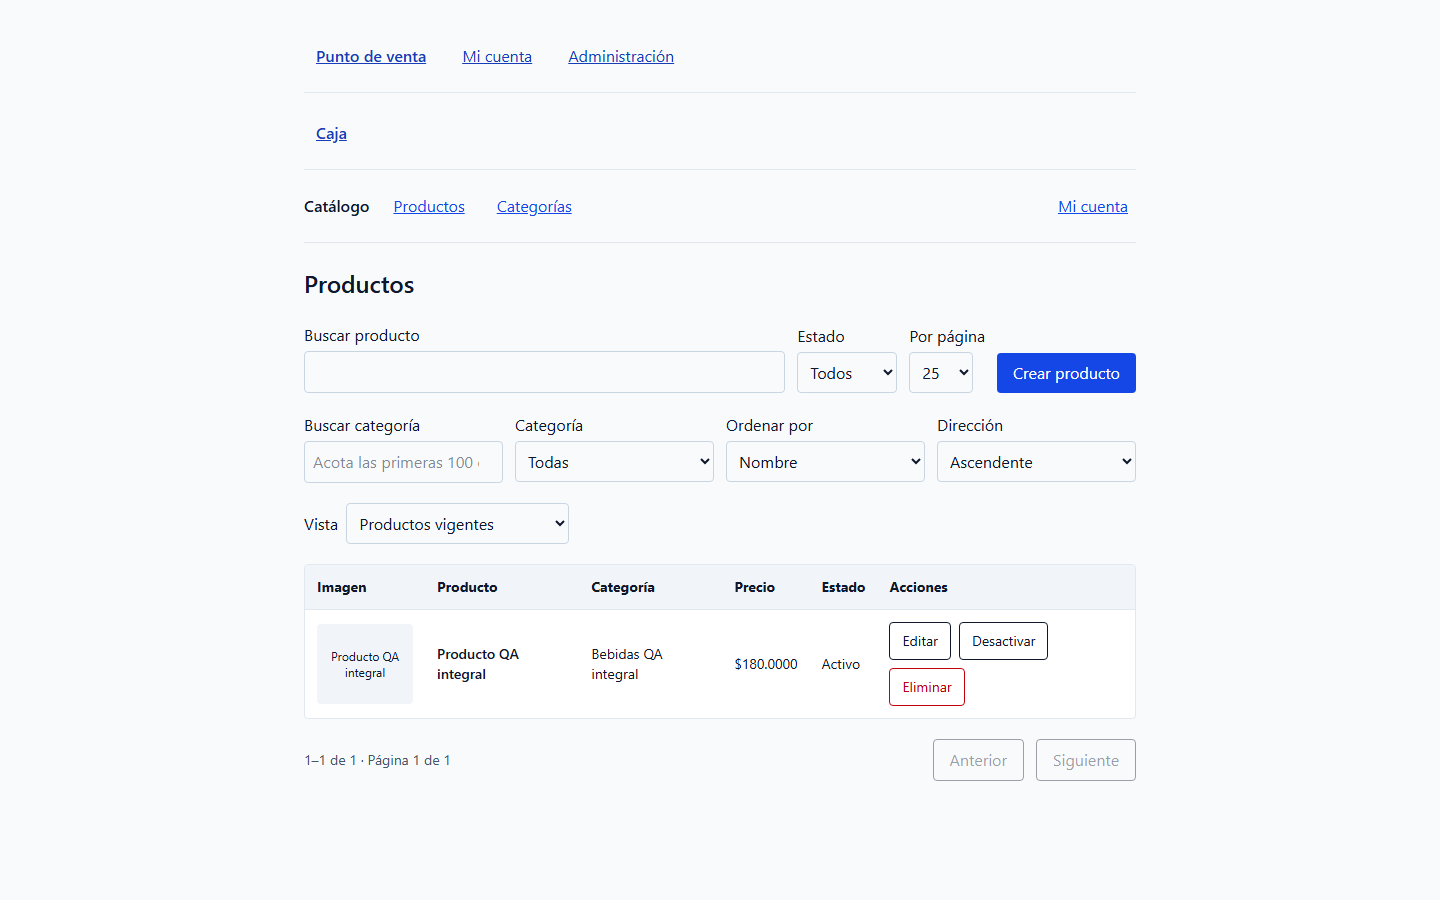 Punto de venta Mi cuenta Administración
Caja
Catálogo Productos Categorías Mi cuenta
Productos
Buscar producto Estado Por página
Todos 25 Crear producto
Buscar categoría Categoría Ordenar por Dirección
Acota las primeras 100 Todas Nombre Ascendente
Vista Productos vigentes
Imagen Producto Categoría Precio Estado Acciones
Producto QA
integral
Producto QA
integral
Bebidas QA
integral
$180.0000
Activo
Editar Desactivar
Eliminar
1–1 de 1 · Página 1 de 1 Anterior Siguiente